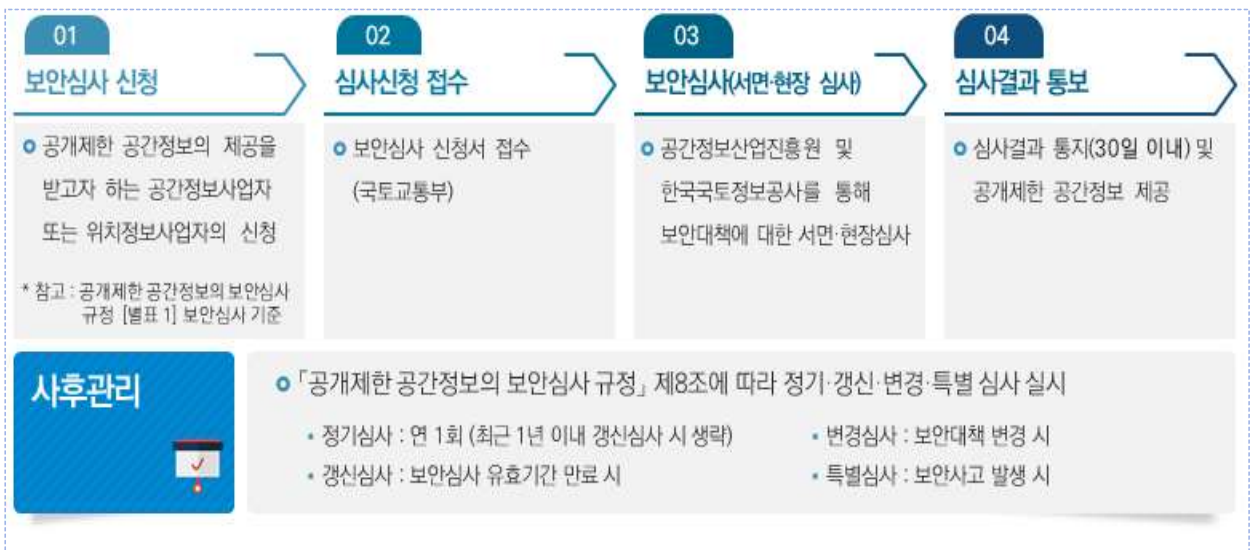 01
보안심사 신청
공개제한 공간정보의 제공을
받고자 하는 공간정보사업자
또는 위치정보사업자의 신청
* 참고 : 공개제한 공간정보의 보안심사
규정 [별표 1] 보안심사 기준
02
심사신청 접수
보안심사 신청서 접수
(국토교통부)
03
보안심사(서면·현장 심사)
공간정보산업진흥원 및
한국국토정보공사를 통해
보안대책에 대한 서면·현장심사
04
심사결과 통보
심사결과 통지(30일 이내) 및
공개제한 공간정보 제공
사후관리
「공개제한 공간정보의 보안심사 규정」 제8조에 따라 정기·갱신·변경·특별 심사 실시
• 정기심사 : 연 1회 (최근 1년 이내 갱신심사 시 생략)
• 갱신심사 : 보안심사 유효기간 만료 시
• 변경심사 : 보안대책 변경 시
• 특별심사 : 보안사고 발생 시